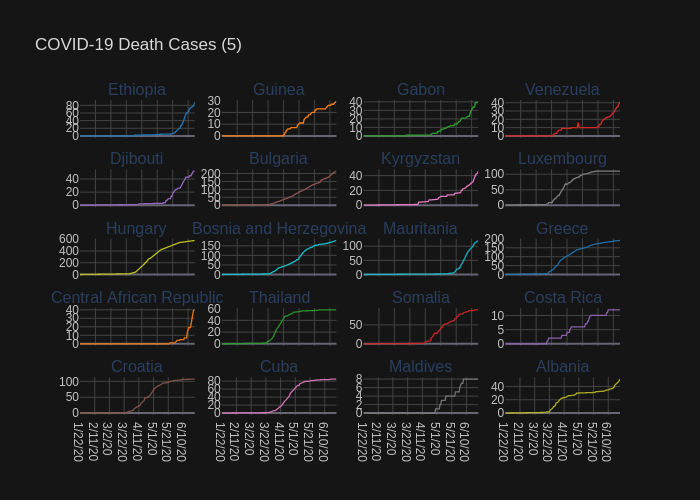 COVID-19 Death Cases (5)
Ethiopia Guinea Gabon Venezuela
80 60 40 20 0
30 20 10 0
40 30 20 10 0
40 30 20 10 0
Djibouti Bulgaria Kyrgyzstan Luxembourg
40 20 0
200 150 100 50 0
40 20 0
100 50 0
Hungary Bosnia and Herzegovina Mauritania Greece
600 400 200 0
150 100 50 0
100 50 0
200 150 100 50 0
Central African Republic Thailand Somalia Costa Rica
40 30 20 10 0
60 40 20 0
50 0
10 5 0
Croatia Cuba Maldives Albania
100 50 0
80 60 40 20 0
8 6 4 2 0
40 20 0
1/22/20 2/11/20 3/2/20 3/22/20 4/11/20 5/1/20 5/21/20 6/10/20
1/22/20 2/11/20 3/2/20 3/22/20 4/11/20 5/1/20 5/21/20 6/10/20
1/22/20 2/11/20 3/2/20 3/22/20 4/11/20 5/1/20 5/21/20 6/10/20
1/22/20 2/11/20 3/2/20 3/22/20 4/11/20 5/1/20 5/21/20 6/10/20